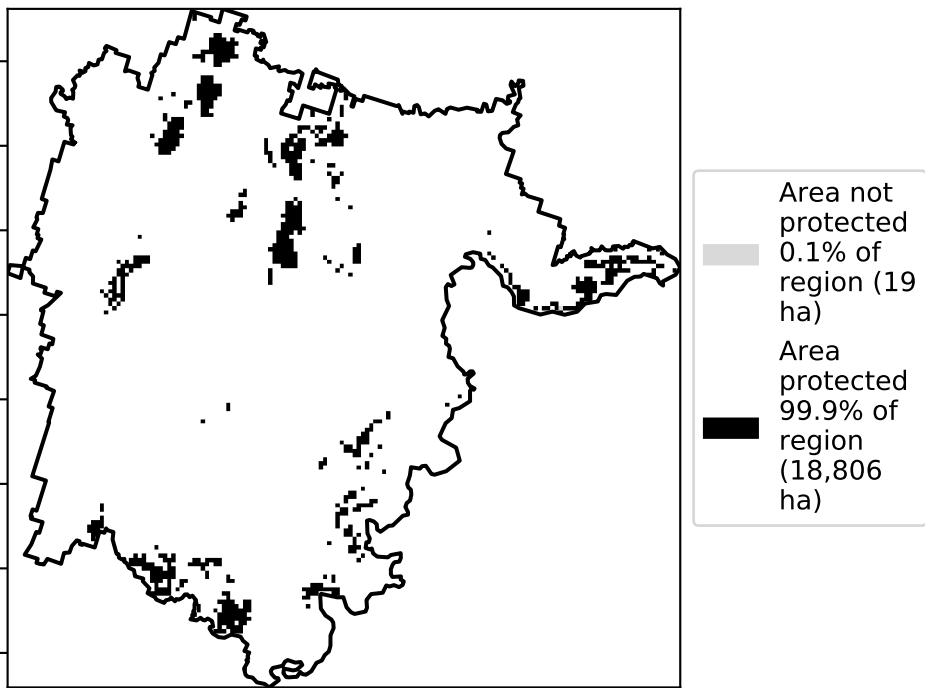 Area not
protected
0.1% of
region (19
ha)
Area
protected
99.9% of
region
(18,806
ha)